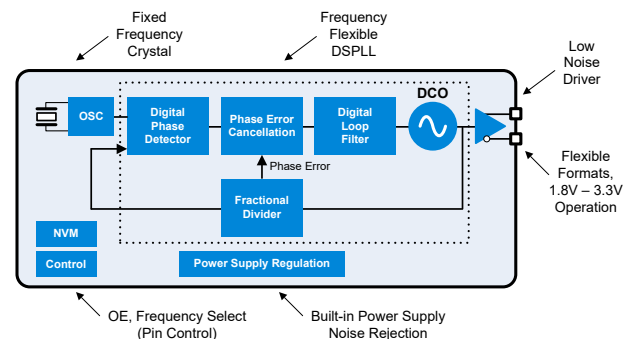 Fixed
Frequency
Crystal
Frequency
Flexible
DSPLL
Low
Noise
Driver
OSC
Digital
Phase
Detector
Phase Error
Cancellation
Digital
Loop
Filter
DCO
Phase Error
Fractional
Divider
Flexible
Formats,
1.8V – 3.3V
Operation
NVM
Control
Power Supply Regulation
OE, Frequency Select
(Pin Control)
Built-in Power Supply
Noise Rejection